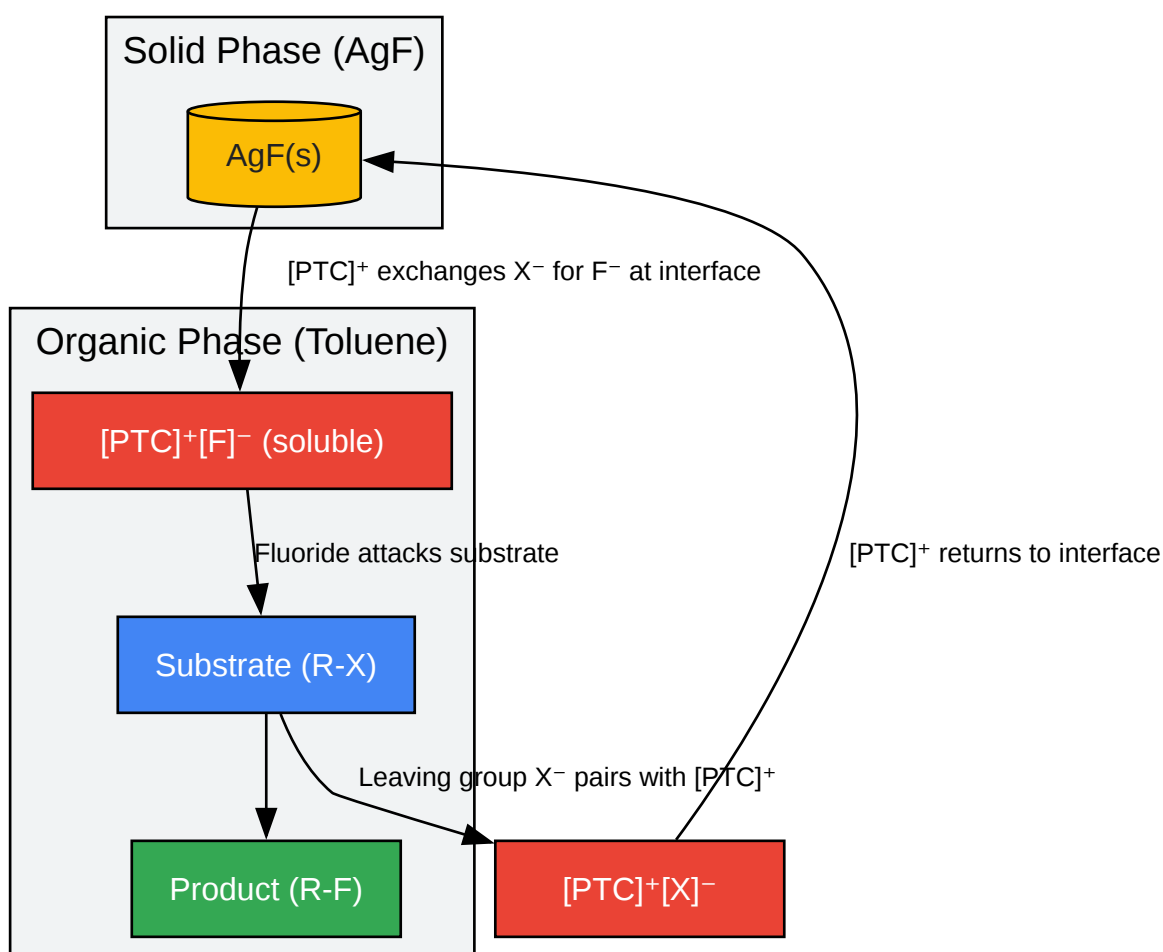 Solid Phase (AgF)
AgF(s)
[PTC]⁺ exchanges X⁻ for F⁻ at interface
Organic Phase (Toluene)
[PTC]⁺[F]⁻ (soluble)
Fluoride attacks substrate
[PTC]⁺ returns to interface
Substrate (R-X)
Leaving group X⁻ pairs with [PTC]⁺
Product (R-F)
[PTC]⁺[X]⁻